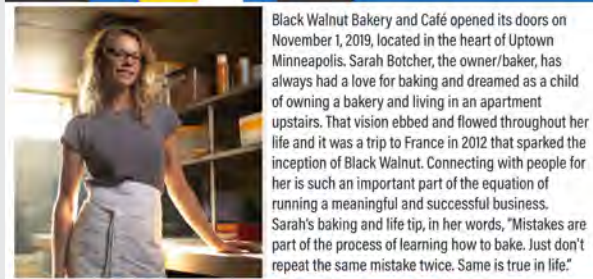 Black Walnut Bakery and Café opened its doors on
November 1, 2019, located in the heart of Uptown
Minneapolis. Sarah Botcher, the owner/baker, has
always had a love for baking and dreamed as a child
of owning a bakery and living in an apartment
upstairs. That vision ebbed and flowed throughout her
life and it was a trip to France in 2012 that sparked the
inception of Black Walnut. Connecting with people for
her is such an important part of the equation of
running a meaningful and successful business.
Sarah’s baking and life tip, in her words, “Mistakes are
part of the process of learning how to bake. Just don’t
repeat the same mistake twice. Same is true in life.”